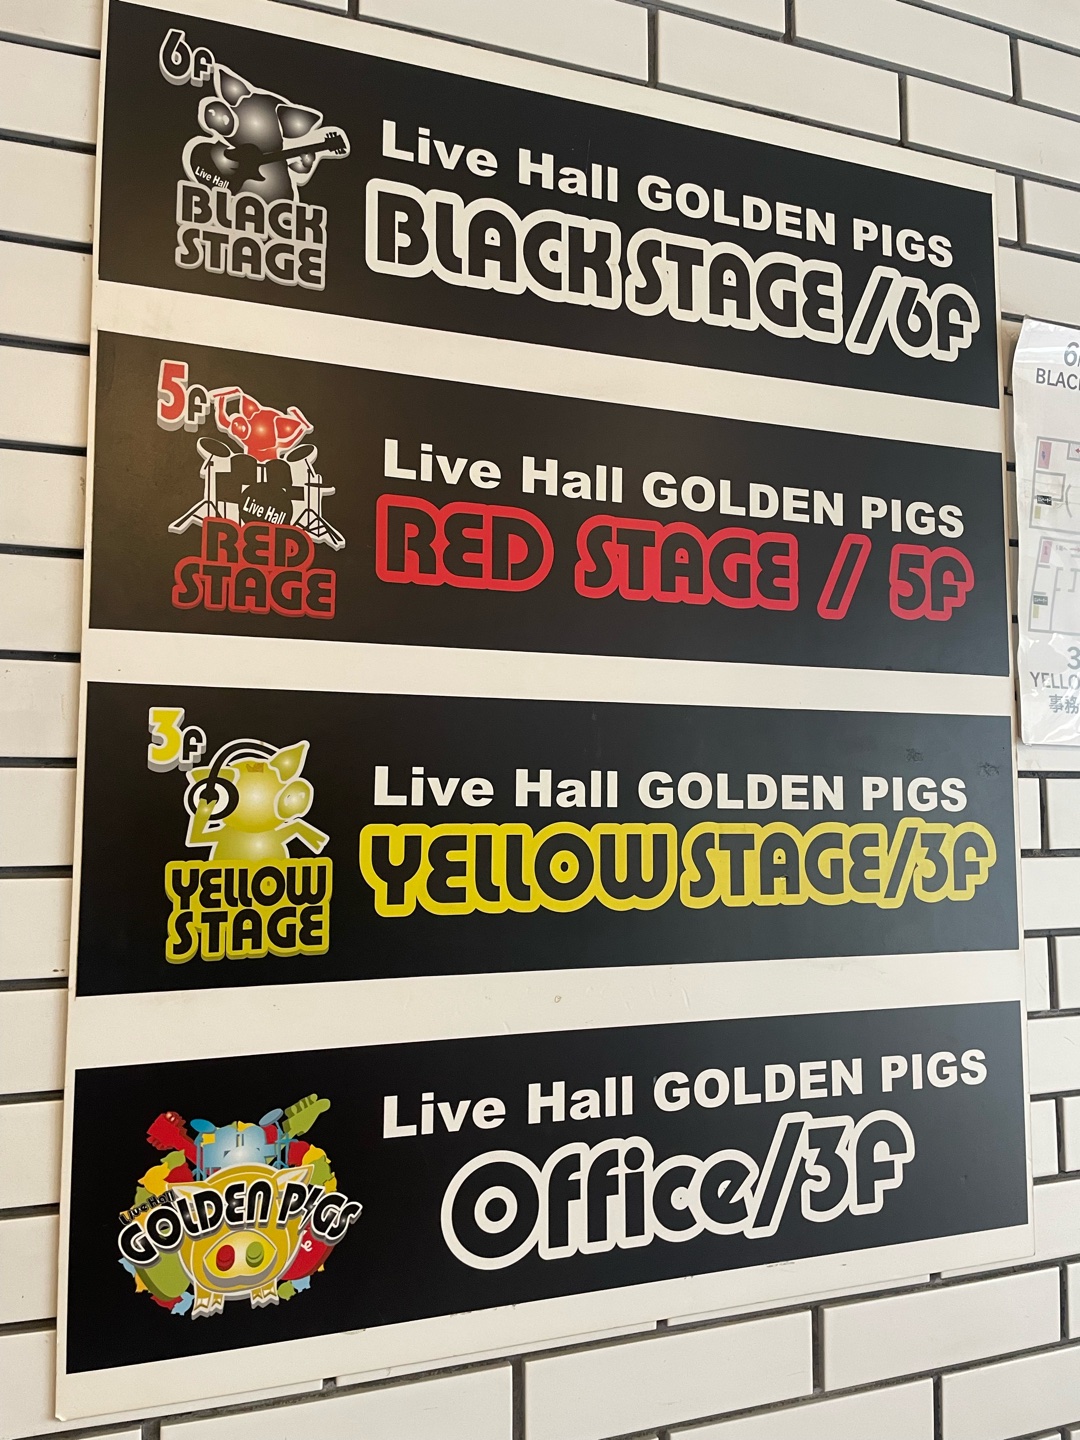 6f
Live Hall
BLACK
STAGE
Live Hall GOLDEN PIGS
BLACK STAGE /6f
5f
Live Hall
RED
STAGE
Live Hall GOLDEN PIGS
RED STAGE / 5f
3f
YELLOW
STAGE
Live Hall GOLDEN PIGS
YELLOW STAGE/3f
Live Hall
GOLDEN PIGS
Live Hall GOLDEN PIGS
Office/3f